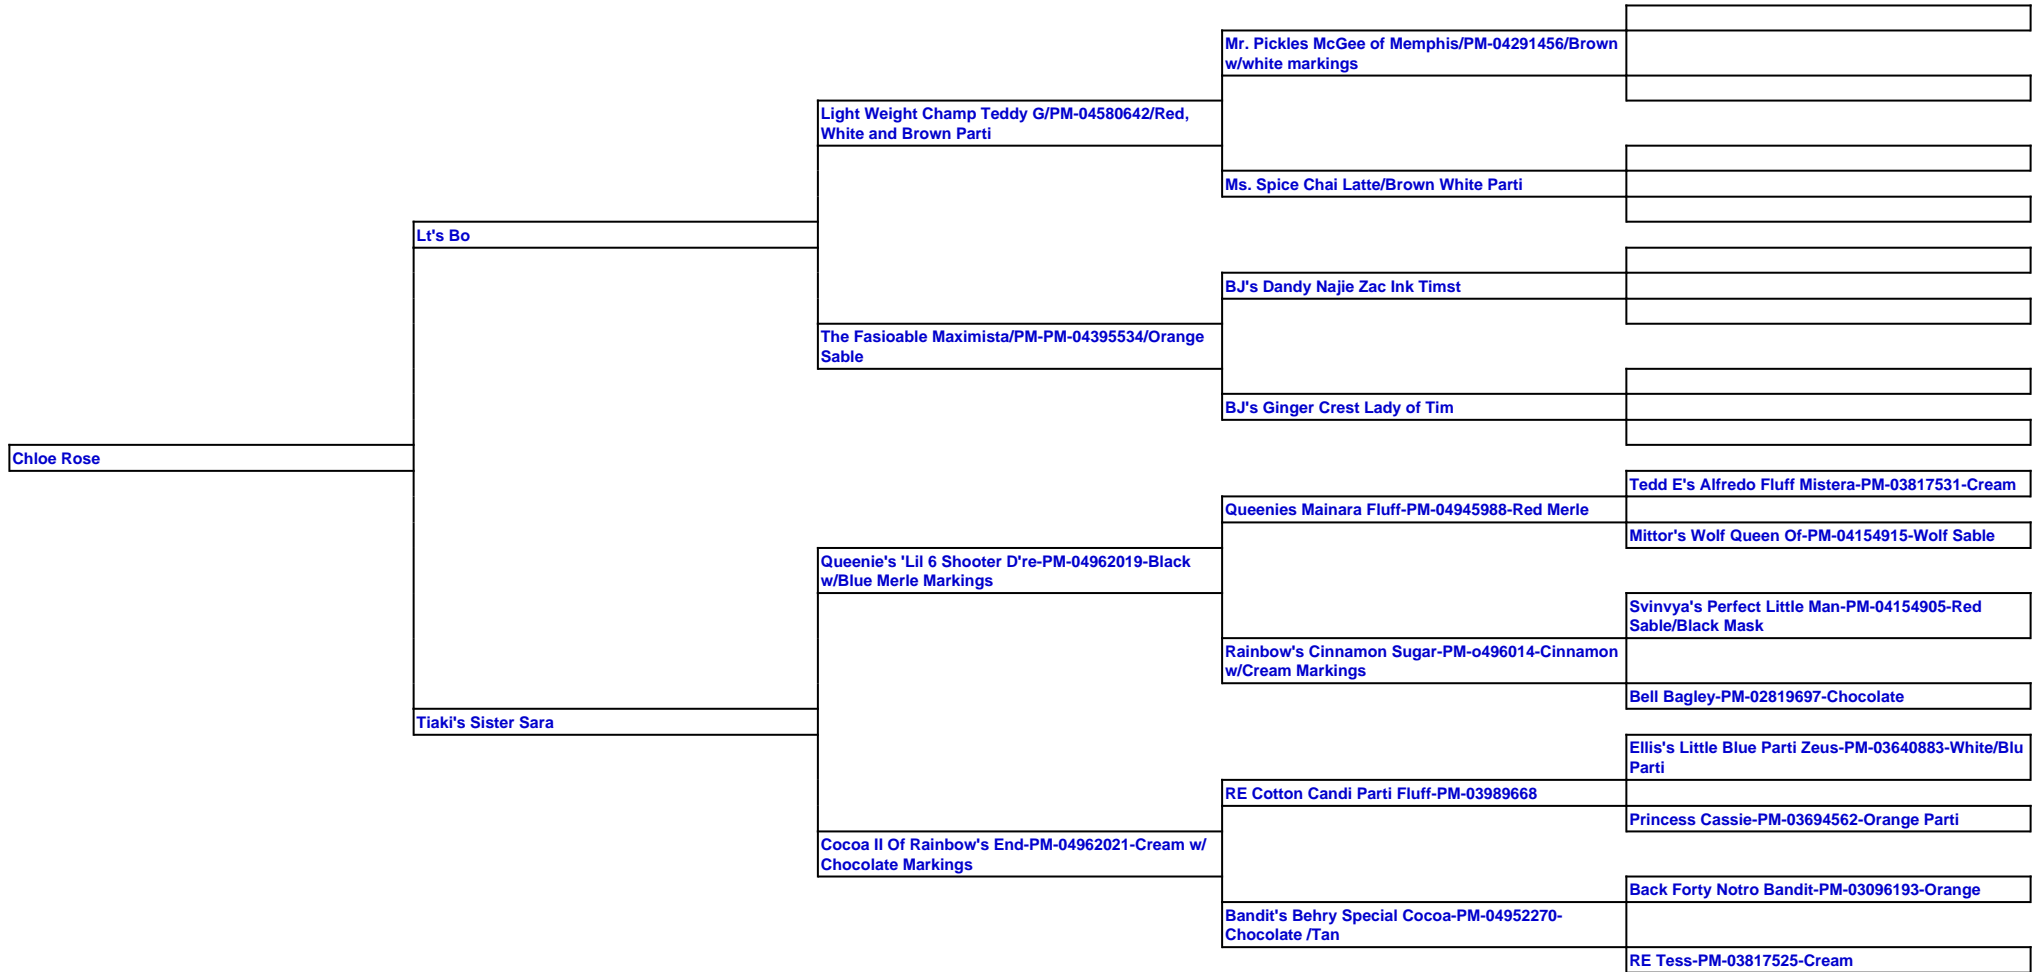 Mr. Pickles McGee of Memphis/PM-04291456/Brown
w/white markings
Light Weight Champ Teddy G/PM-04580642/Red,
White and Brown Parti
Ms. Spice Chai Latte/Brown White Parti
Lt's Bo
BJ's Dandy Najie Zac Ink Timst
The Fasioable Maximista/PM-PM-04395534/Orange
Sable
BJ's Ginger Crest Lady of Tim
Chloe Rose
Tedd E's Alfredo Fluff Mistera-PM-03817531-Cream
Queenies Mainara Fluff-PM-04945988-Red Merle
Mittor's Wolf Queen Of-PM-04154915-Wolf Sable
Queenie's 'Lil 6 Shooter D're-PM-04962019-Black
w/Blue Merle Markings
Svinvya's Perfect Little Man-PM-04154905-Red
Sable/Black Mask
Rainbow's Cinnamon Sugar-PM-o496014-Cinnamon
w/Cream Markings
Bell Bagley-PM-02819697-Chocolate
Tiaki's Sister Sara
Ellis's Little Blue Parti Zeus-PM-03640883-White/Blu
Parti
RE Cotton Candi Parti Fluff-PM-03989668
Princess Cassie-PM-03694562-Orange Parti
Cocoa II Of Rainbow's End-PM-04962021-Cream w/
Chocolate Markings
Back Forty Notro Bandit-PM-03096193-Orange
Bandit's Behry Special Cocoa-PM-04952270-
Chocolate /Tan
RE Tess-PM-03817525-Cream